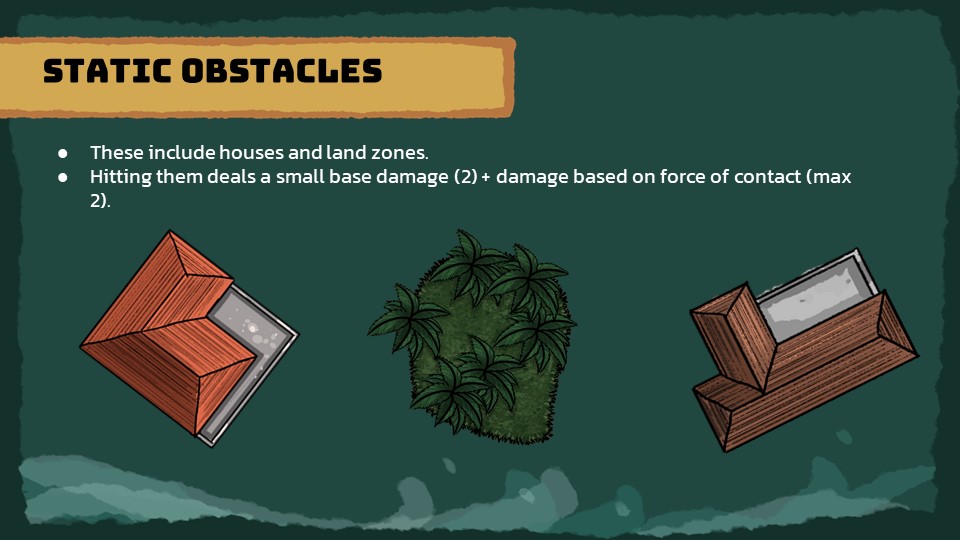 STATIC OBSTACLES
● These include houses and land zones.
● Hitting them deals a small base damage (2) + damage based on force of contact (max
2).